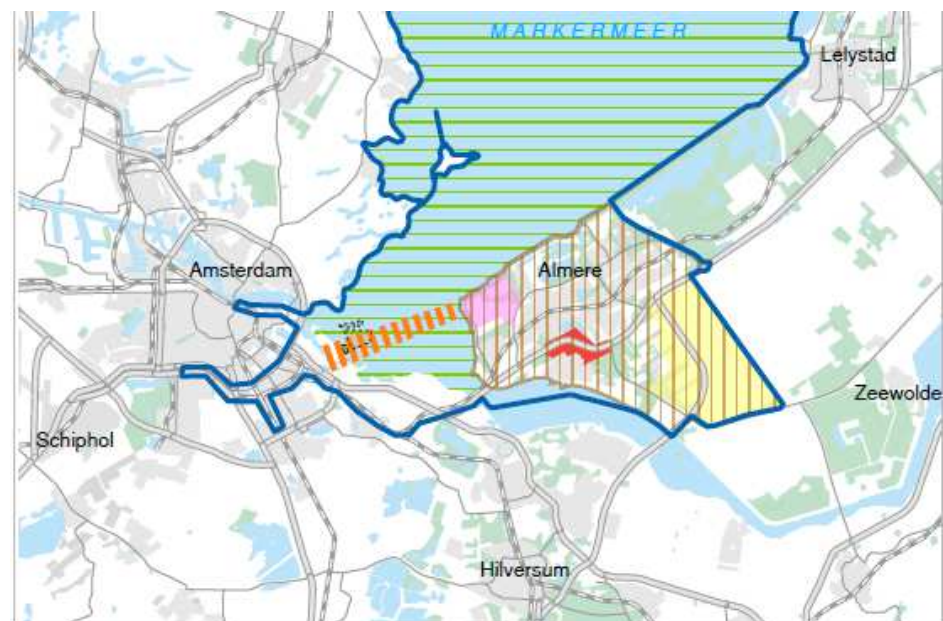 MARKERMEER
Lelystad
Amsterdam
Almere
Zeewolde
Schiphol
Hilversum